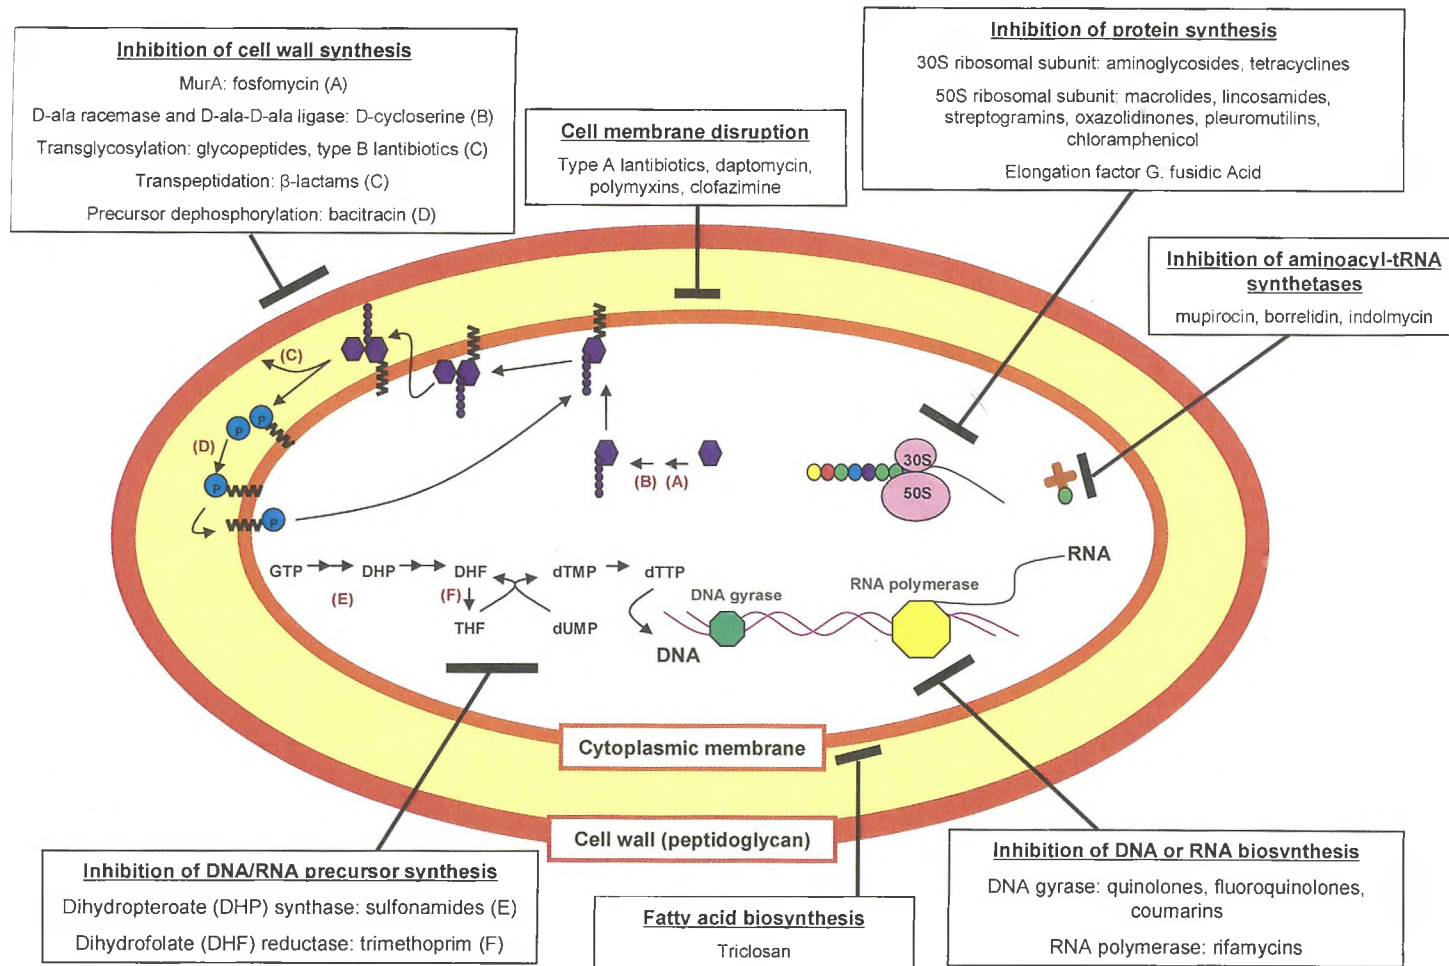 Inhibition of cell wall synthesis
MurA: fosfomycin (A)
D-ala racemase and D-ala-D-ala ligase: D-cycloserine (B)
Transglycosylation: glycopeptides, type B lantibiotics (C)
Transpeptidation: β-lactams (C)
Precursor dephosphorylation: bacitracin (D)
Cell membrane disruption
Type A lantibiotics, daptomycin,
polymyxins, clofazimine
Inhibition of protein synthesis
30S ribosomal subunit: aminoglycosides, tetracyclines
50S ribosomal subunit: macrolides, lincosamides,
streptogramins, oxazolidinones, pleuromutilins,
chloramphenicol
Elongation factor G. fusidic Acid
Inhibition of aminoacyl-tRNA
synthetases
mupirocin, borrelidin, indolmycin
(C)
P
P
(D)
P
P
(B)
(A)
30S
50S
GTP
DHP
DHF
dTMP
dTTP
(E)
(F)
THF
dUMP
DNA
DNA gyrase
RNA polymerase
RNA
Cytoplasmic membrane
Cell wall (peptidoglycan)
Inhibition of DNA/RNA precursor synthesis
Dihydropteroate (DHP) synthase: sulfonamides (E)
Dihydrofolate (DHF) reductase: trimethoprim (F)
Fatty acid biosynthesis
Triclosan
Inhibition of DNA or RNA biosynthesis
DNA gyrase: quinolones, fluoroquinolones,
coumarins
RNA polymerase: rifamycins